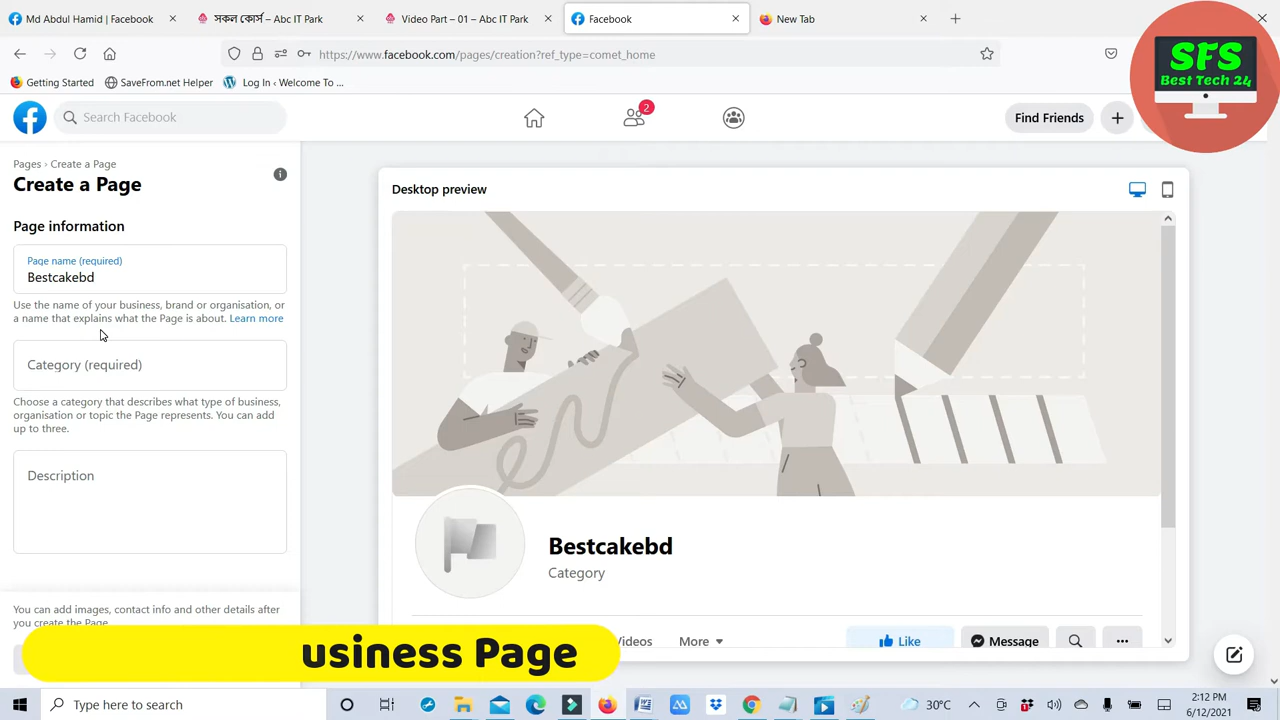 Md Abdul Hamid | Facebook
সকল কোর্স – Abc IT Park
Video Part – 01 – Abc IT Park
Facebook
New Tab
https://www.facebook.com/pages/creation?ref_type=comet_home
Getting Started
SaveFrom.net Helper
Log In ‹ Welcome To ...
SFS
Best Tech 24
Search Facebook
2
Find Friends
Pages › Create a Page
Create a Page
Page information
Page name (required)
Bestcakebd
Use the name of your business, brand or organisation, or
a name that explains what the Page is about. Learn more
Category (required)
Choose a category that describes what type of business,
organisation or topic the Page represents. You can add
up to three.
Description
You can add images, contact info and other details after
you create the Page.
Desktop preview
Bestcakebd
Category
Videos
More
Like
Message
usiness Page
Type here to search
30°C
2:12 PM
6/12/2021